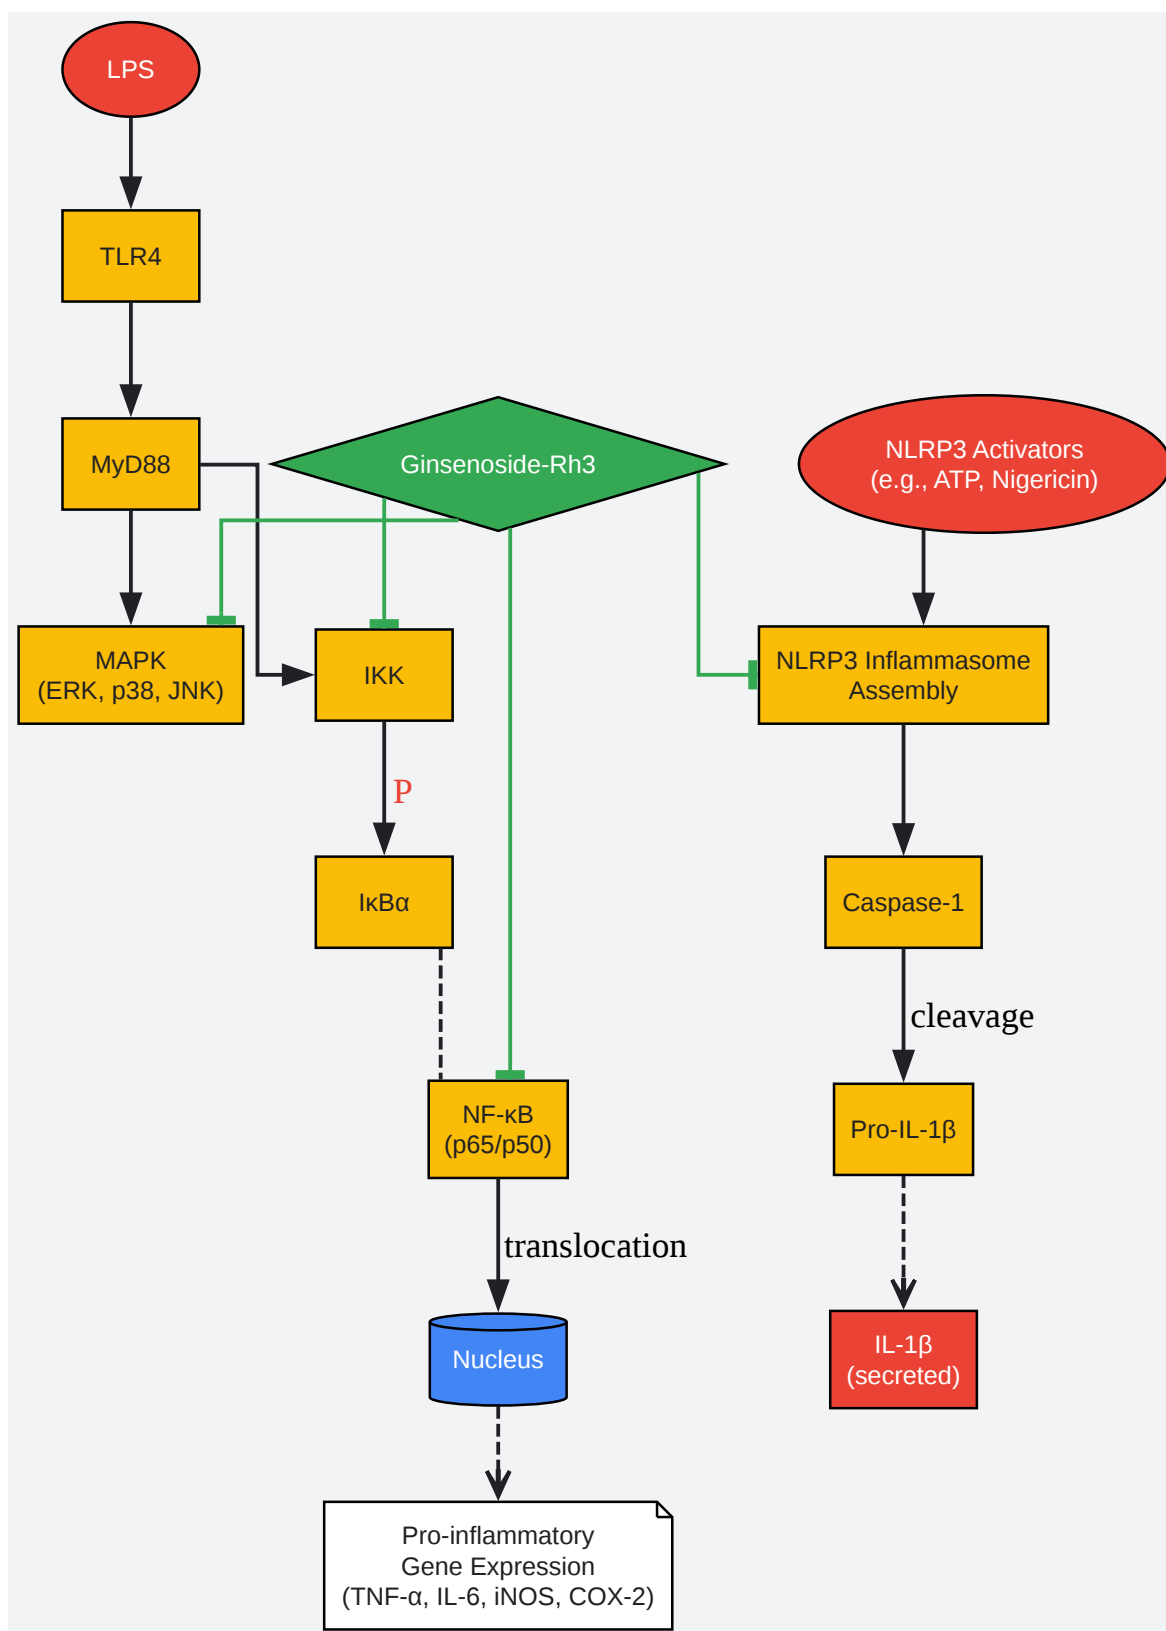 LPS
TLR4
MyD88
Ginsenoside-Rh3
NLRP3 Activators
(e.g., ATP, Nigericin)
MAPK
(ERK, p38, JNK)
IKK
NLRP3 Inflammasome
Assembly
P
IκBα
Caspase-1
cleavage
NF-κB
(p65/p50)
Pro-IL-1β
translocation
Nucleus
IL-1β
(secreted)
Pro-inflammatory
Gene Expression
(TNF-α, IL-6, iNOS, COX-2)